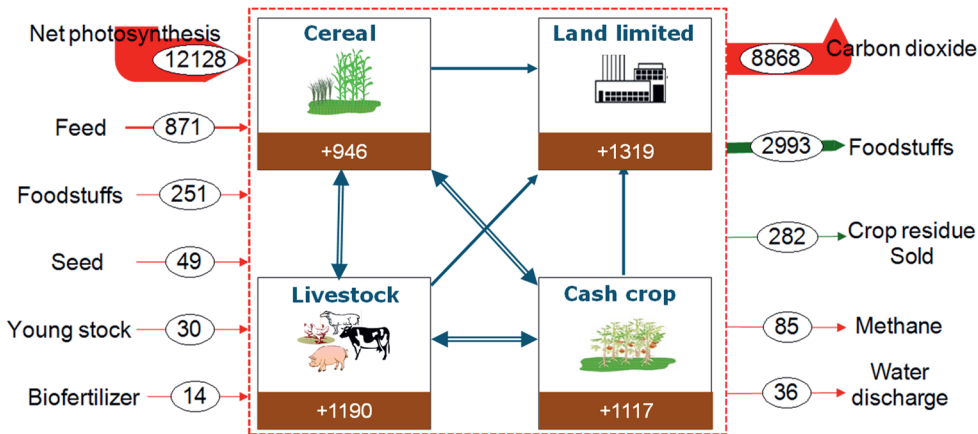 Net photosynthesis
12128
Feed
871
Foodstuffs
251
Seed
49
Young stock
30
Biofertilizer
14
Cereal
+946
Land limited
+1319
Livestock
+1190
Cash crop
+1117
8868
Carbon dioxide
2993
Foodstuffs
282
Crop residue
Sold
85
Methane
36
Water
discharge